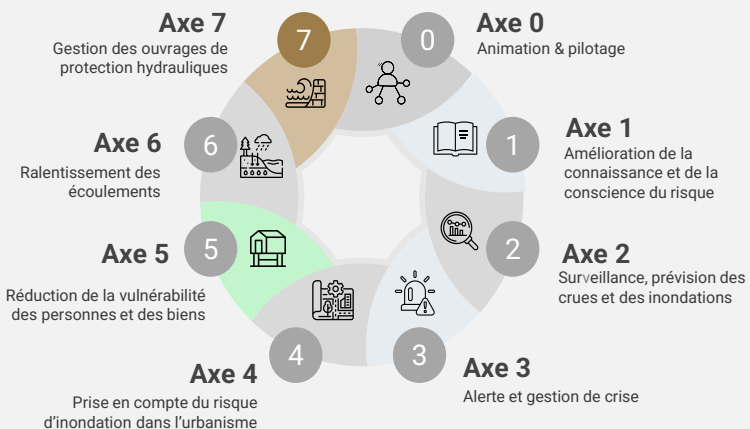 Axe 0
Animation & pilotage
0
Axe 1
Amélioration de la
connaissance et de la
conscience du risque
1
Axe 2
Surveillance, prévision des
crues et des inondations
2
Axe 3
Alerte et gestion de crise
3
Axe 4
Prise en compte du risque
d'inondation dans l'urbanisme
4
Axe 5
Réduction de la vulnérabilité
des personnes et des biens
5
Axe 6
Ralentissement des
écoulements
6
Axe 7
Gestion des ouvrages de
protection hydrauliques
7